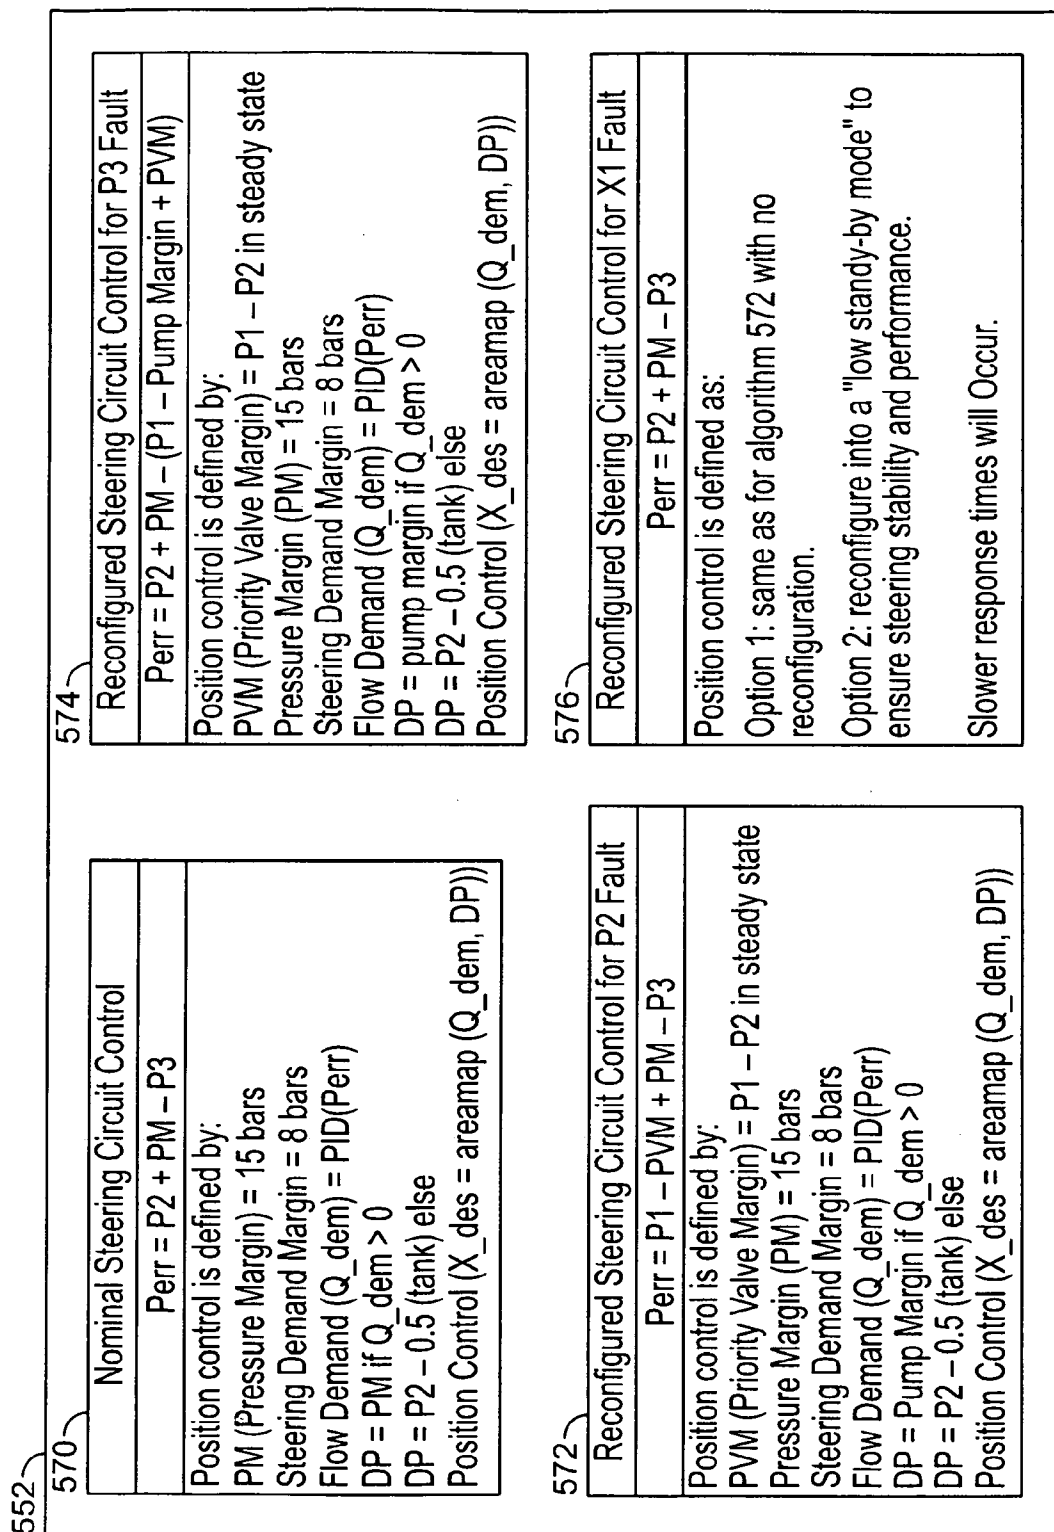 552
570
Nominal Steering Circuit Control
Perr = P2 + PM – P3
Position control is defined by:
PM (Pressure Margin) = 15 bars
Steering Demand Margin = 8 bars
Flow Demand (Q_dem) = PID(Perr)
DP = PM if Q_dem > 0
DP = P2 – 0.5 (tank) else
Position Control (X_des = areamap (Q_dem, DP))
574
Reconfigured Steering Circuit Control for P3 Fault
Perr = P2 + PM – (P1 – Pump Margin + PVM)
Position control is defined by:
PVM (Priority Valve Margin) = P1 – P2 in steady state
Pressure Margin (PM) = 15 bars
Steering Demand Margin = 8 bars
Flow Demand (Q_dem) = PID(Perr)
DP = pump margin if Q_dem > 0
DP = P2 – 0.5 (tank) else
Position Control (X_des = areamap (Q_dem, DP))
572
Reconfigured Steering Circuit Control for P2 Fault
Perr = P1 – PVM + PM – P3
Position control is defined by:
PVM (Priority Valve Margin) = P1 – P2 in steady state
Pressure Margin (PM) = 15 bars
Steering Demand Margin = 8 bars
Flow Demand (Q_dem) = PID(Perr)
DP = Pump Margin if Q_dem > 0
DP = P2 – 0.5 (tank) else
Position Control (X_des = areamap (Q_dem, DP))
576
Reconfigured Steering Circuit Control for X1 Fault
Perr = P2 + PM – P3
Position control is defined as:
Option 1: same as for algorithm 572 with no
reconfiguration.
Option 2: reconfigure into a "low standy-by mode" to
ensure steering stability and performance.
Slower response times will Occur.